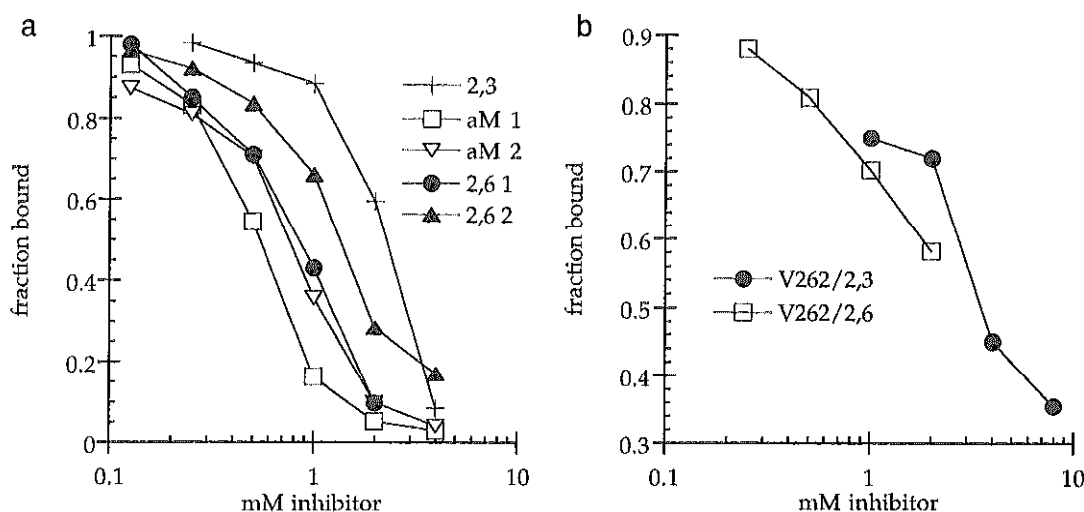 a
1
0.8
0.6
0.4
0.2
0
fraction bound
0.1
1
10
mM inhibitor
2,3
aM 1
aM 2
2,6 1
2,6 2
b
0.9
0.8
0.7
0.6
0.5
0.4
0.3
fraction bound
0.1
1
10
mM inhibitor
V262/2,3
V262/2,6